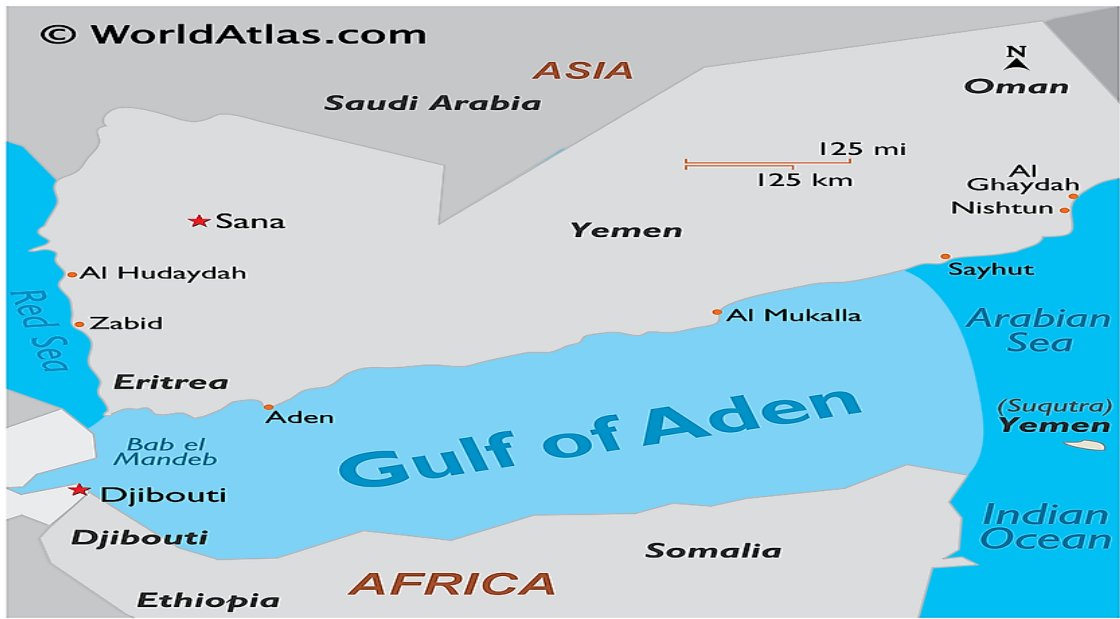 © WorldAtlas.com
ASIA
N
Oman
Saudi Arabia
125 mi
125 km
Al
Ghaydah
Nishtun
Sana
Yemen
Sayhut
Al Hudaydah
Red Sea
Zabid
Al Mukalla
Arabian
Sea
Eritrea
Aden
Gulf of Aden
(Suqutra)
Yemen
Bab el
Mandeb
Djibouti
Djibouti
Indian
Ocean
Somalia
AFRICA
Ethiopia